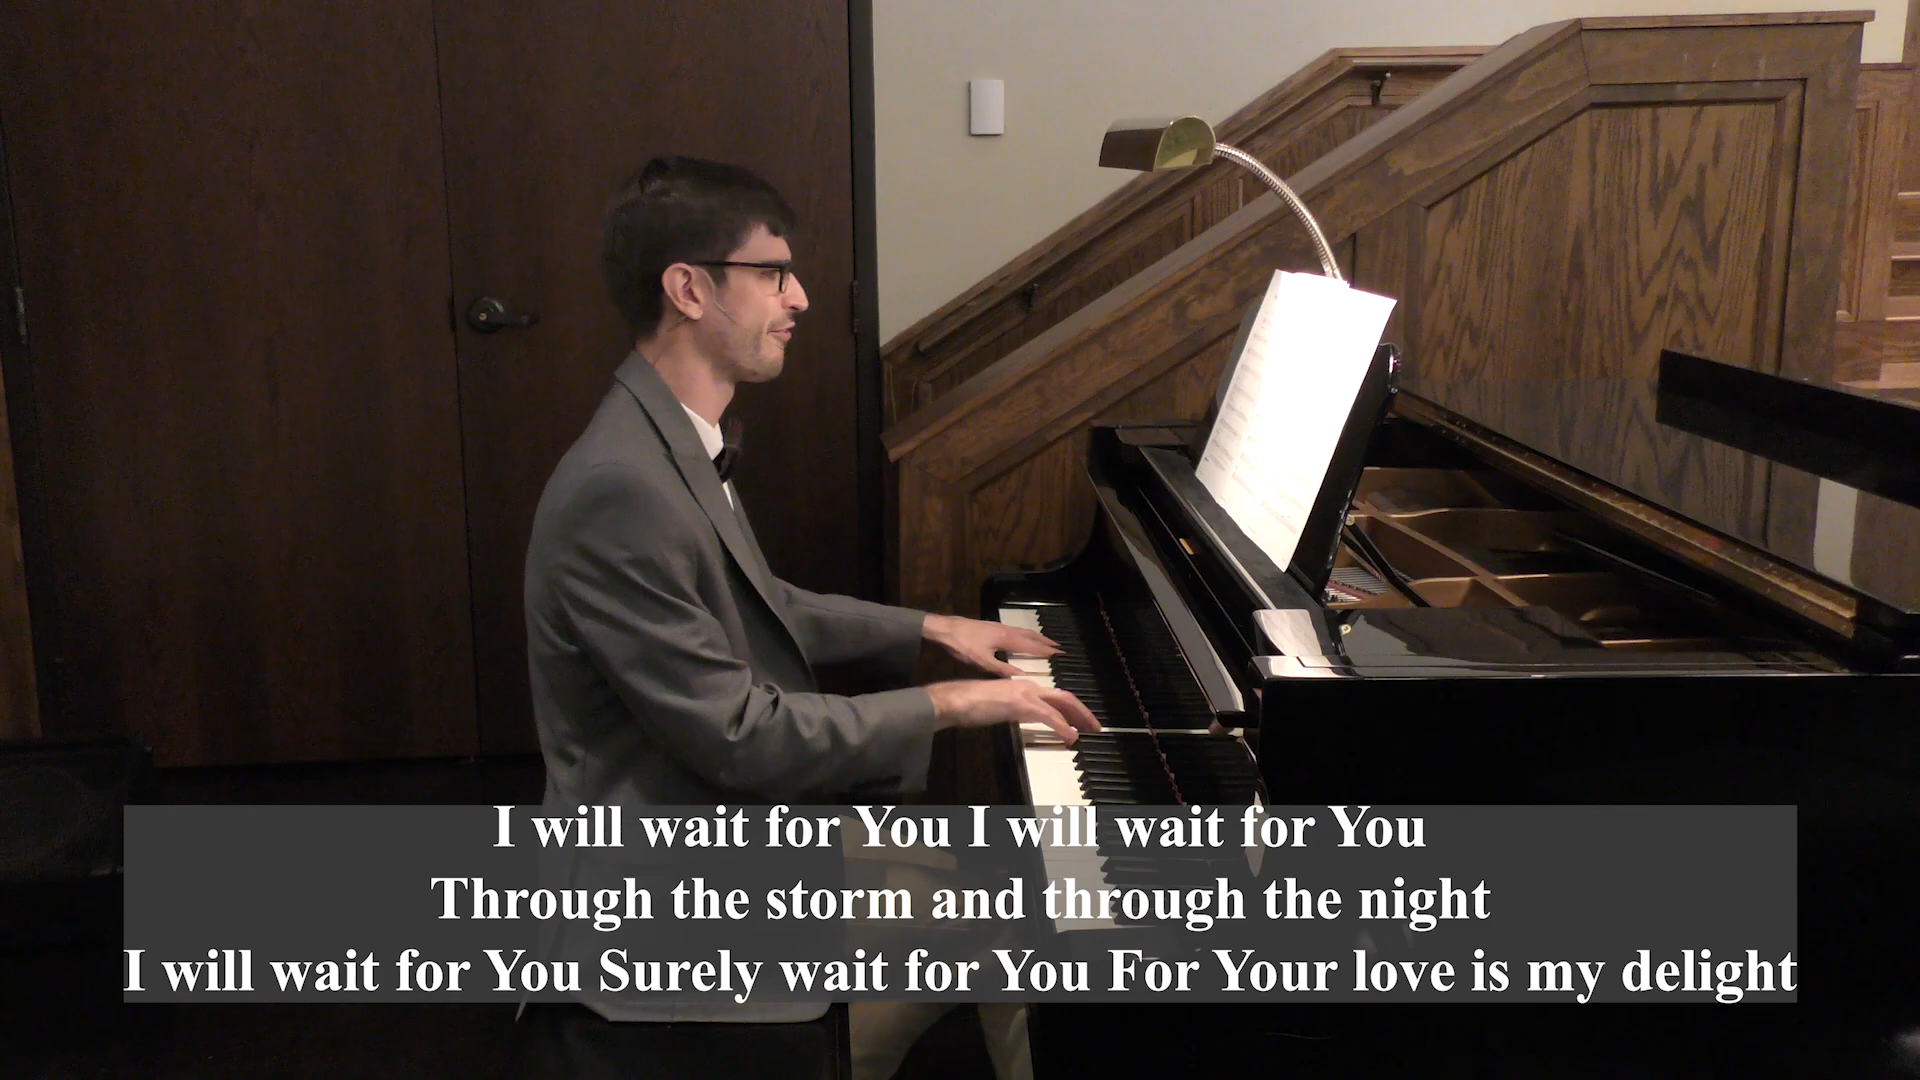 I will wait for You I will wait for You
Through the storm and through the night
I will wait for You Surely wait for You For Your love is my delight